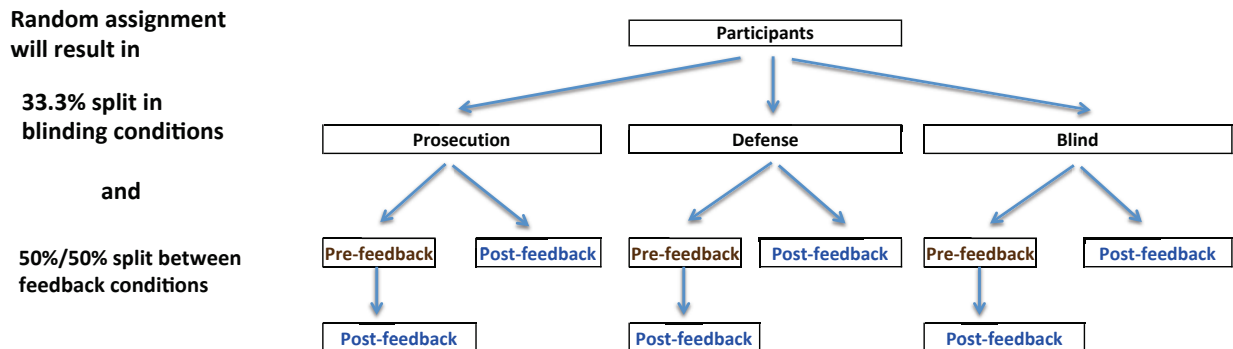 Random assignment
will result in
33.3% split in
blinding conditions
and
50%/50% split between
feedback conditions
Participants
Prosecution
Defense
Blind
Pre-feedback
Post-feedback
Pre-feedback
Post-feedback
Pre-feedback
Post-feedback
Post-feedback
Post-feedback
Post-feedback